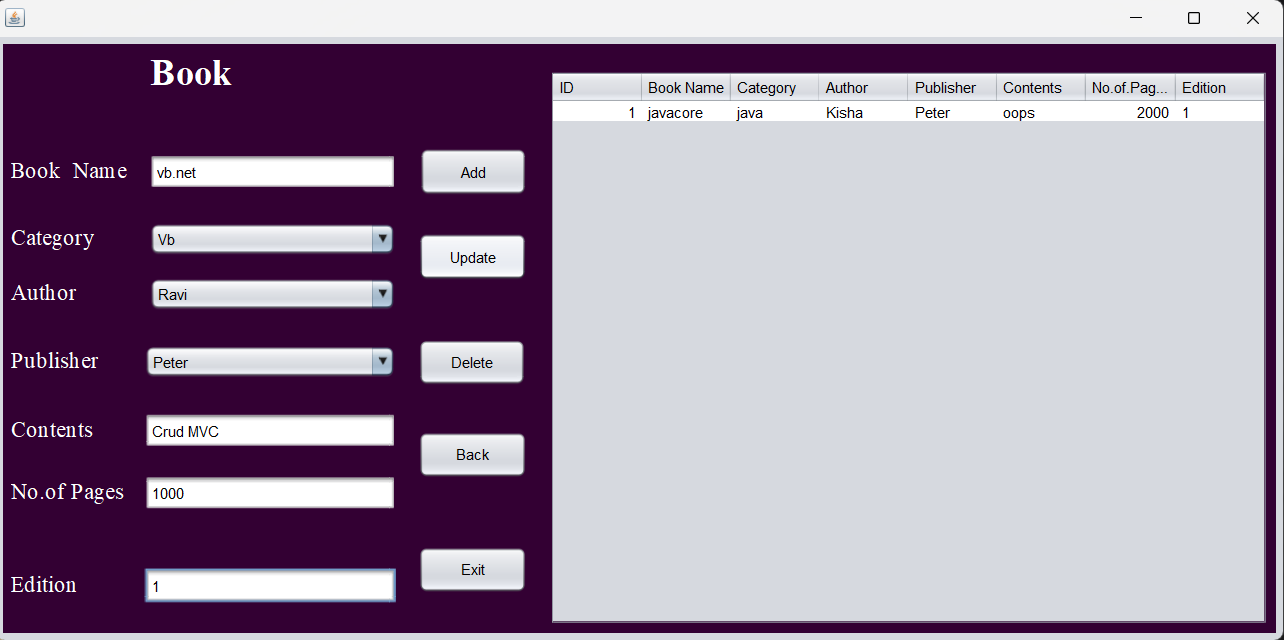 Book
Book Name vb.net Add
Category Vb
Update
Author Ravi
Publisher Peter Delete
Contents Crud MVC
Back
No.of Pages 1000
Exit
Edition 1
ID Book Name Category Author Publisher Contents No.of.Pag... Edition
1 javacore java Kisha Peter oops 2000 1